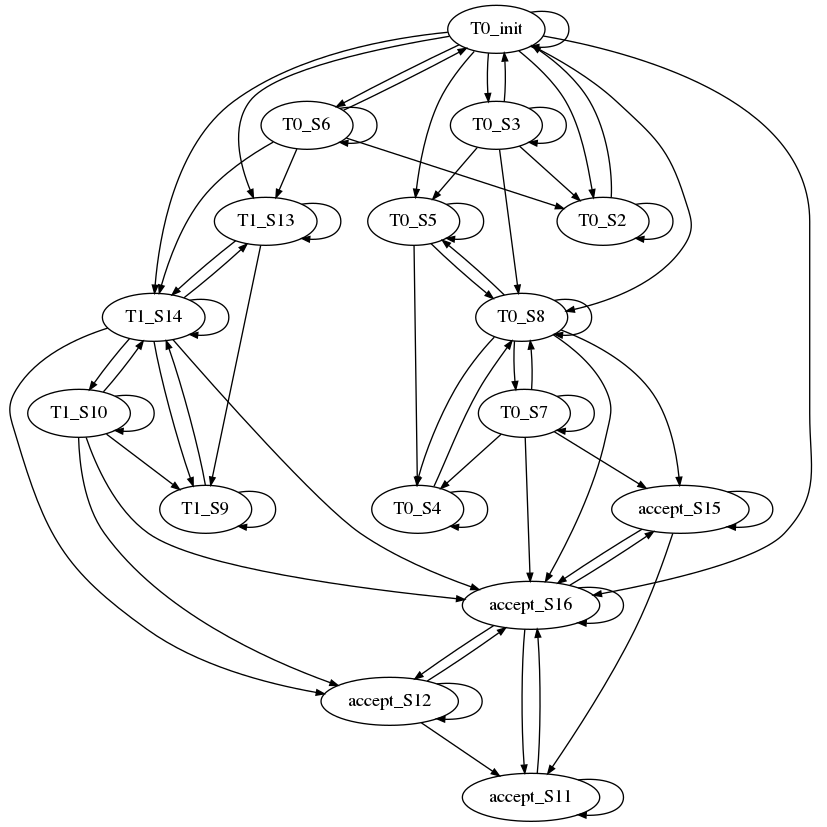 T0_init
T0_S6
T0_S3
T1_S13
T0_S5
T0_S2
T1_S14
T0_S8
T1_S10
T0_S7
T1_S9
T0_S4
accept_S15
accept_S16
accept_S12
accept_S11